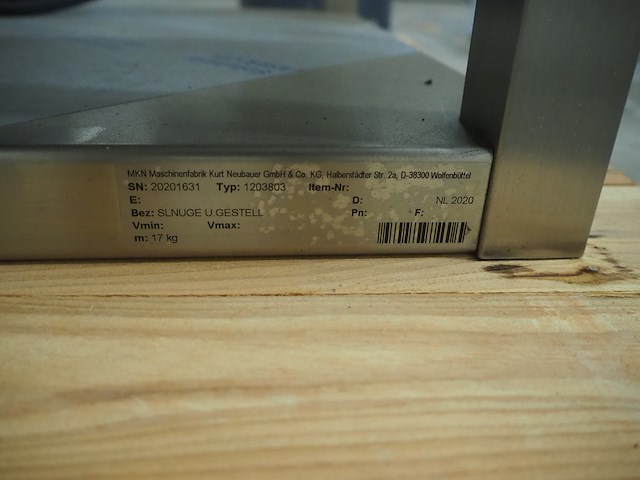 MKN Maschinenfabrik Kurt Neubauer GmbH & Co. KG, Halberstädter Str. 2a, D-38300 Wolfenbüttel
SN: 20201631 Typ: 1203803 Item-Nr:
E: D: NL 2020
Bez: SLNUGE U.GESTELL Pn: F:
Vmin: Vmax:
m: 17 kg